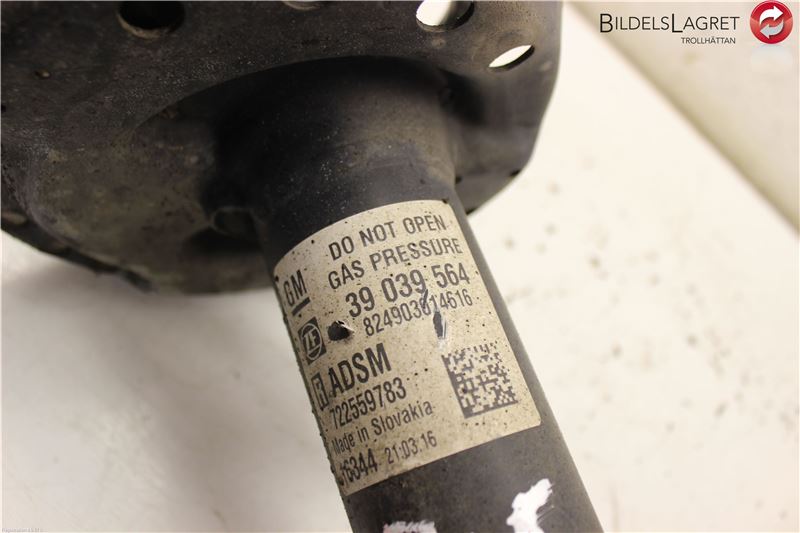 BILDELSLAGRET
TROLLHÄTTAN
DO NOT OPEN
GAS PRESSURE
GM
39 039 564
ZF
ADSM
722559783
Made in Slovakia
21:03.16